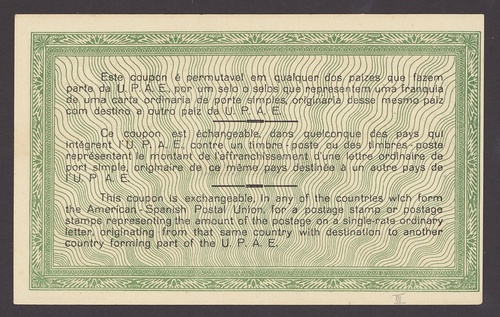 Este coupon é permutavel em qualquer dos paizes que fazem
parte da U. P. A. E., por um selo o selos que representem uma franquia
de uma carta ordinaria de porte simples, originaria desse mesmo paiz
com destino a outro paiz da U. P. A. E.
Ce coupon est échangeable, dans quelconque des pays qui
intègrent l'U. P. A. E. contre un timbre-poste ou des timbres-poste
représentant le montant de l'affranchissement d'une lettre ordinaire de
port simple, originaire de ce même pays destinée à un autre pays de
l'U. P. A. E.
This coupon is exchangeable, in any of the countries wich form
the American-Spanish Postal Union, for a postage stamp or postage
stamps representing the amount of the postage on a single-rate ordinary
letter, originating from that same country with destination to another
country forming part of the U. P. A. E.
II